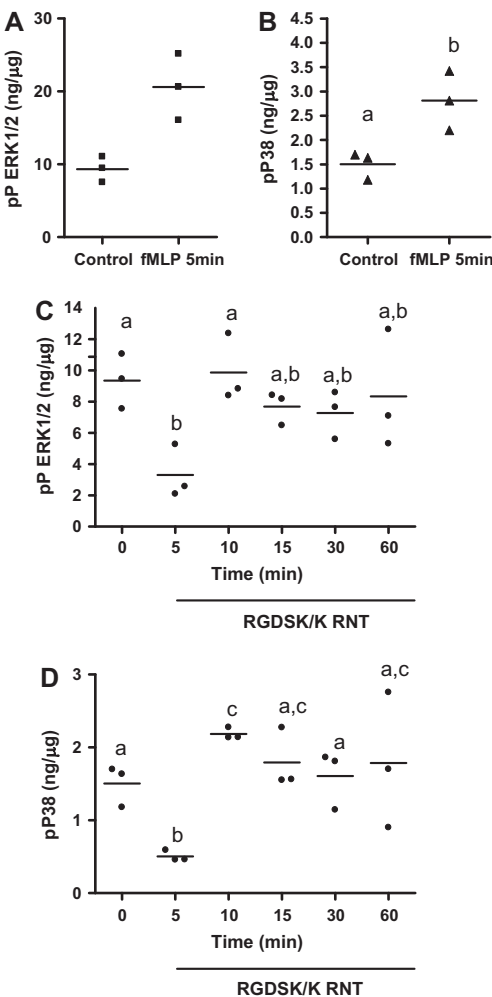 A
pP ERK1/2 (ng/µg)
30
20
10
0
Control fMLP 5min
B
pP38 (ng/µg)
4.5
4.0
3.5
3.0
2.5
2.0
1.5
1.0
0.5
0.0
a
b
Control fMLP 5min
C
pP ERK1/2 (ng/µg)
14
12
10
8
6
4
2
0
a
b
a
a,b
a,b
a,b
0 5 10 15 30 60
Time (min)
RGDSK/K RNT
D
pP38 (ng/µg)
3
2
1
0
a
b
c
a,c
a
a,c
0 5 10 15 30 60
Time (min)
RGDSK/K RNT